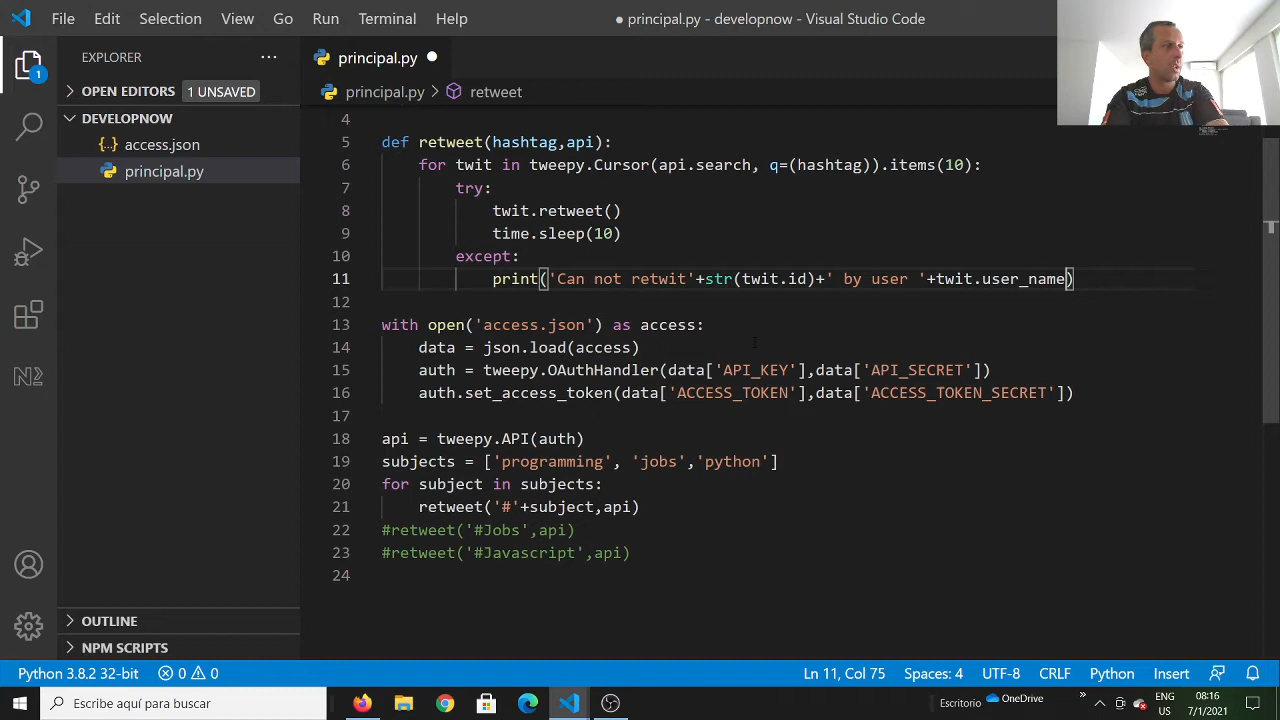 File Edit Selection View Go Run Terminal Help
● principal.py - developnow - Visual Studio Code
EXPLORER
principal.py
OPEN EDITORS 1 UNSAVED
principal.py > retweet
DEVELOPNOW
{..} access.json
principal.py
1
4
5 def retweet(hashtag,api):
6 for twit in tweepy.Cursor(api.search, q=(hashtag)).items(10):
7 try:
8 twit.retweet()
9 time.sleep(10)
10 except:
11 print('Can not retwit'+str(twit.id)+' by user '+twit.user_name)
12
13 with open('access.json') as access:
14 data = json.load(access)
15 auth = tweepy.OAuthHandler(data['API_KEY'],data['API_SECRET'])
16 auth.set_access_token(data['ACCESS_TOKEN'],data['ACCESS_TOKEN_SECRET'])
17
18 api = tweepy.API(auth)
19 subjects = ['programming', 'jobs','python']
20 for subject in subjects:
21 retweet('#'+subject,api)
22 #retweet('#Jobs',api)
23 #retweet('#Javascript',api)
24
OUTLINE
NPM SCRIPTS
Python 3.8.2 32-bit 0 0 Ln 11, Col 75 Spaces: 4 UTF-8 CRLF Python Insert
Escribe aquí para buscar
Escritorio OneDrive
ENG
US
08:16
7/1/2021